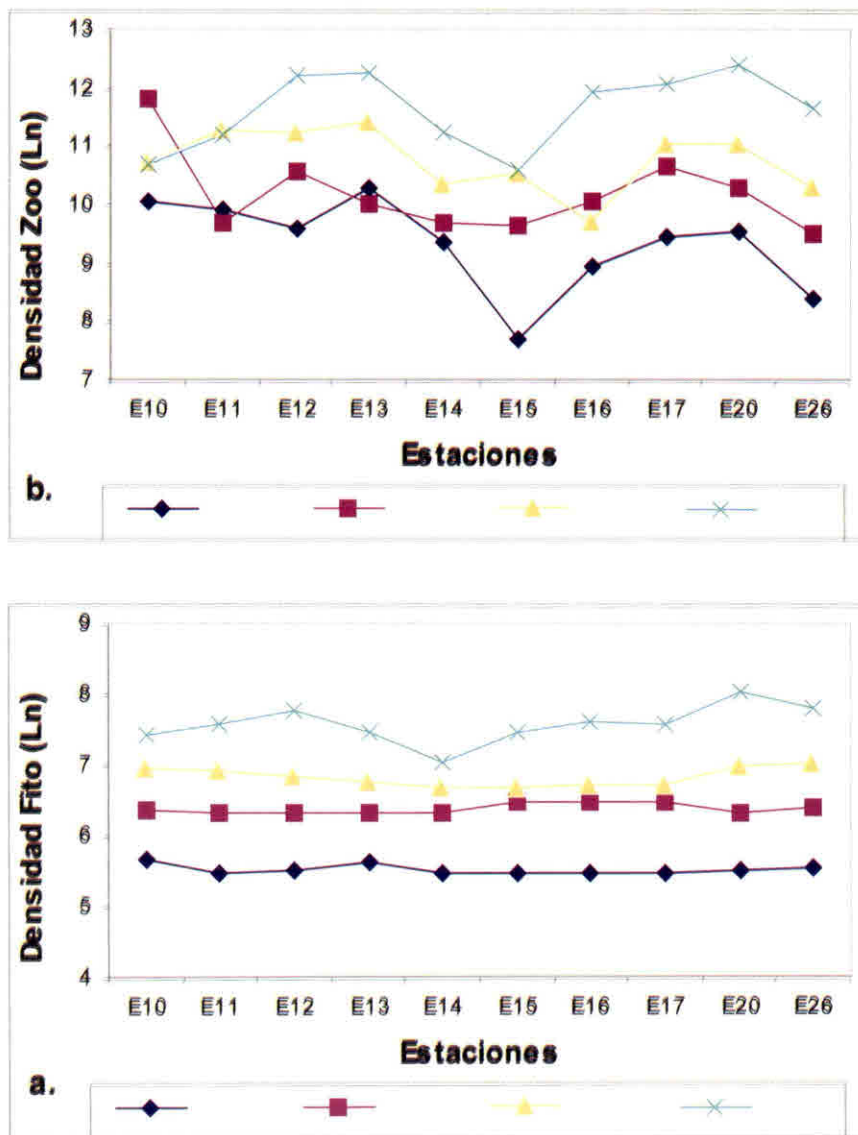 Densidad Zoo (Ln)
13
12
11
10
9
8
7
E10 E11 E12 E13 E14 E15 E16 E17 E20 E26
Estaciones
b.
Densidad Fito (Ln)
9
8
7
6
5
4
E10 E11 E12 E13 E14 E15 E16 E17 E20 E26
Estaciones
a.